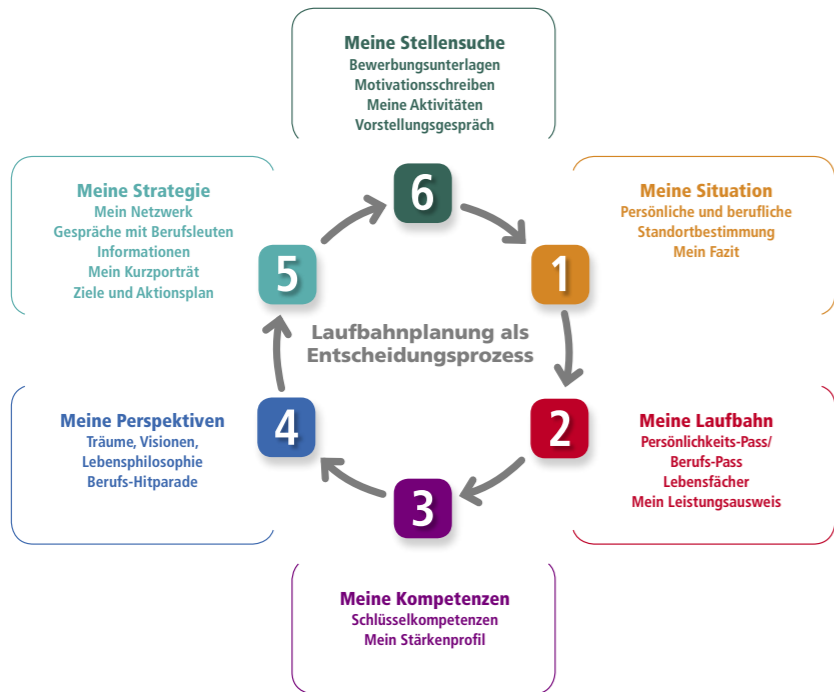 Meine Stellensuche
Bewerbungsunterlagen
Motivationsschreiben
Meine Aktivitäten
Vorstellungsgespräch
6
Meine Situation
Persönliche und berufliche
Standortbestimmung
Mein Fazit
1
Meine Laufbahn
Persönlichkeits-Pass/
Berufs-Pass
Lebensfächer
Mein Leistungsausweis
2
Meine Kompetenzen
Schlüsselkompetenzen
Mein Stärkenprofil
3
Meine Perspektiven
Träume, Visionen,
Lebensphilosophie
Berufs-Hitparade
4
Meine Strategie
Mein Netzwerk
Gespräche mit Berufsleuten
Informationen
Mein Kurzporträt
Ziele und Aktionsplan
5
Laufbahnplanung als
Entscheidungsprozess